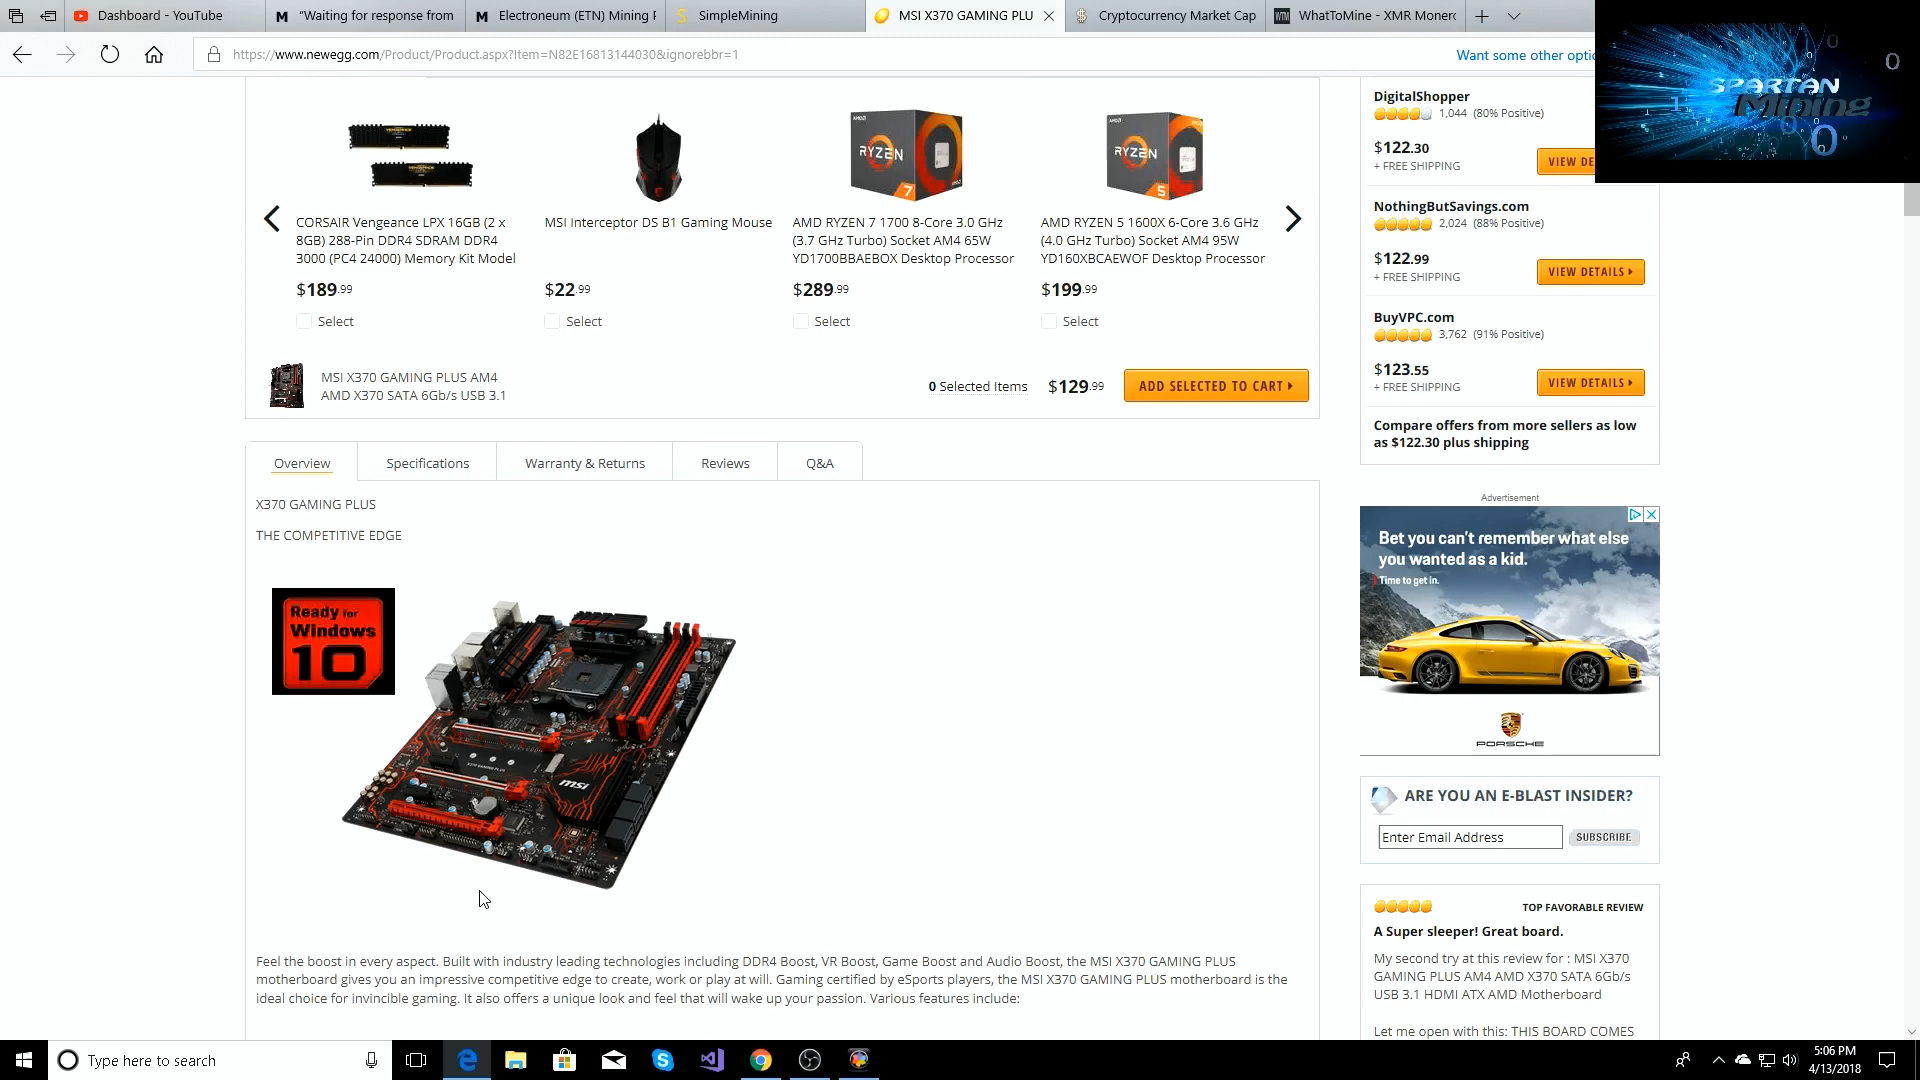 Dashboard - YouTube
"Waiting for response from
Electroneum (ETN) Mining F
SimpleMining
MSI X370 GAMING PLU
Cryptocurrency Market Cap
WTM
WhatToMine - XMR Monero
https://www.newegg.com/Product/Product.aspx?Item=N82E16813144030&ignorebbr=1
Want some other optio
SPARTAN
Mining
CORSAIR Vengeance LPX 16GB (2 x
8GB) 288-Pin DDR4 SDRAM DDR4
3000 (PC4 24000) Memory Kit Model
$189.99
Select
MSI Interceptor DS B1 Gaming Mouse
$22.99
Select
RYZEN
7
AMD RYZEN 7 1700 8-Core 3.0 GHz
(3.7 GHz Turbo) Socket AM4 65W
YD1700BBAEBOX Desktop Processor
$289.99
Select
RYZEN
5
AMD RYZEN 5 1600X 6-Core 3.6 GHz
(4.0 GHz Turbo) Socket AM4 95W
YD160XBCAEWOF Desktop Processor
$199.99
Select
MSI X370 GAMING PLUS AM4
AMD X370 SATA 6Gb/s USB 3.1
0 Selected Items $129.99 ADD SELECTED TO CART
Overview Specifications Warranty & Returns Reviews Q&A
X370 GAMING PLUS
THE COMPETITIVE EDGE
Ready for
Windows
10
X370 GAMING PLUS
msi
Feel the boost in every aspect. Built with industry leading technologies including DDR4 Boost, VR Boost, Game Boost and Audio Boost, the MSI X370 GAMING PLUS
motherboard gives you an impressive competitive edge to create, work or play at will. Gaming certified by eSports players, the MSI X370 GAMING PLUS motherboard is the
ideal choice for invincible gaming. It also offers a unique look and feel that will wake up your passion. Various features include:
DigitalShopper
1,044 (80% Positive)
$122.30
+ FREE SHIPPING
VIEW DE
NothingButSavings.com
2,024 (88% Positive)
$122.99
+ FREE SHIPPING
VIEW DETAILS
BuyVPC.com
3,762 (91% Positive)
$123.55
+ FREE SHIPPING
VIEW DETAILS
Compare offers from more sellers as low
as $122.30 plus shipping
Advertisement
Bet you can't remember what else
you wanted as a kid.
Time to get in.
PORSCHE
ARE YOU AN E-BLAST INSIDER?
Enter Email Address SUBSCRIBE
TOP FAVORABLE REVIEW
A Super sleeper! Great board.
My second try at this review for : MSI X370
GAMING PLUS AM4 AMD X370 SATA 6Gb/s
USB 3.1 HDMI ATX AMD Motherboard
Let me open with this: THIS BOARD COMES
Type here to search
5:06 PM
4/13/2018